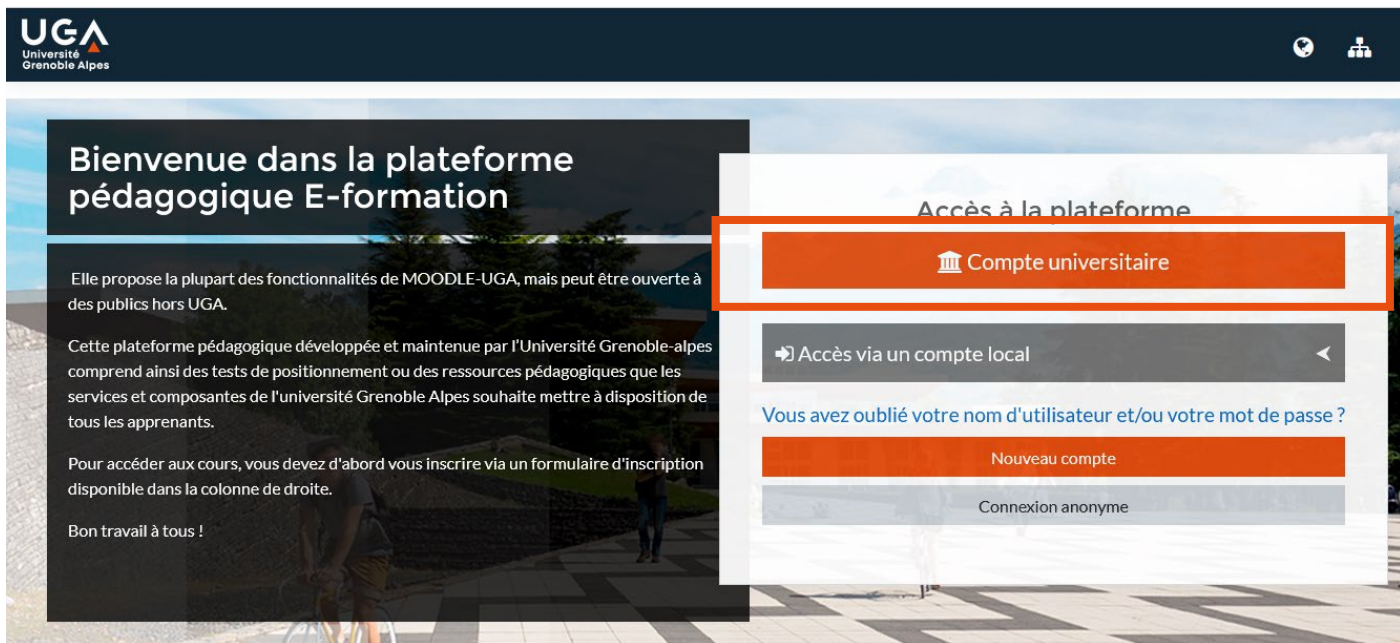 UGA
Université
Grenoble Alpes
Bienvenue dans la plateforme
pédagogique E-formation
Elle propose la plupart des fonctionnalités de MOODLE-UGA, mais peut être ouverte à
des publics hors UGA.
Cette plateforme pédagogique développée et maintenue par l'Université Grenoble-alpes
comprend ainsi des tests de positionnement ou des ressources pédagogiques que les
services et composantes de l'université Grenoble Alpes souhaite mettre à disposition de
tous les apprenants.
Pour accéder aux cours, vous devez d'abord vous inscrire via un formulaire d'inscription
disponible dans la colonne de droite.
Bon travail à tous !
Accès à la plateforme
Compte universitaire
Accès via un compte local
Vous avez oublié votre nom d'utilisateur et/ou votre mot de passe ?
Nouveau compte
Connexion anonyme